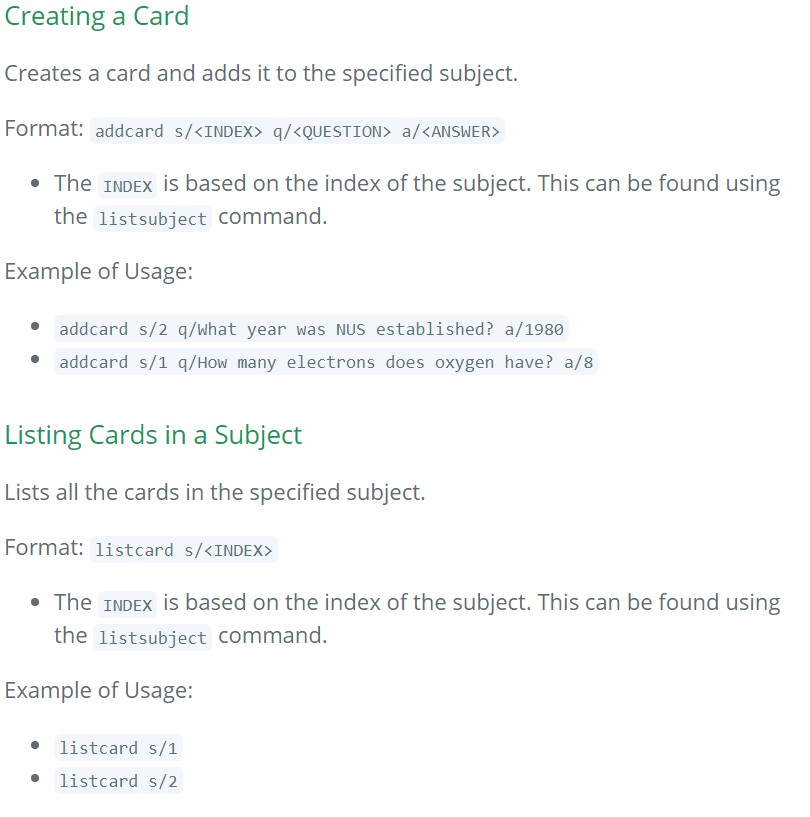 Creating a Card
Creates a card and adds it to the specified subject.
Format: addcard s/<INDEX> q/<QUESTION> a/<ANSWER>
• The INDEX is based on the index of the subject. This can be found using
the listsubject command.
Example of Usage:
• addcard s/2 q/What year was NUS established? a/1980
• addcard s/1 q/How many electrons does oxygen have? a/8
Listing Cards in a Subject
Lists all the cards in the specified subject.
Format: listcard s/<INDEX>
• The INDEX is based on the index of the subject. This can be found using
the listsubject command.
Example of Usage:
• listcard s/1
• listcard s/2